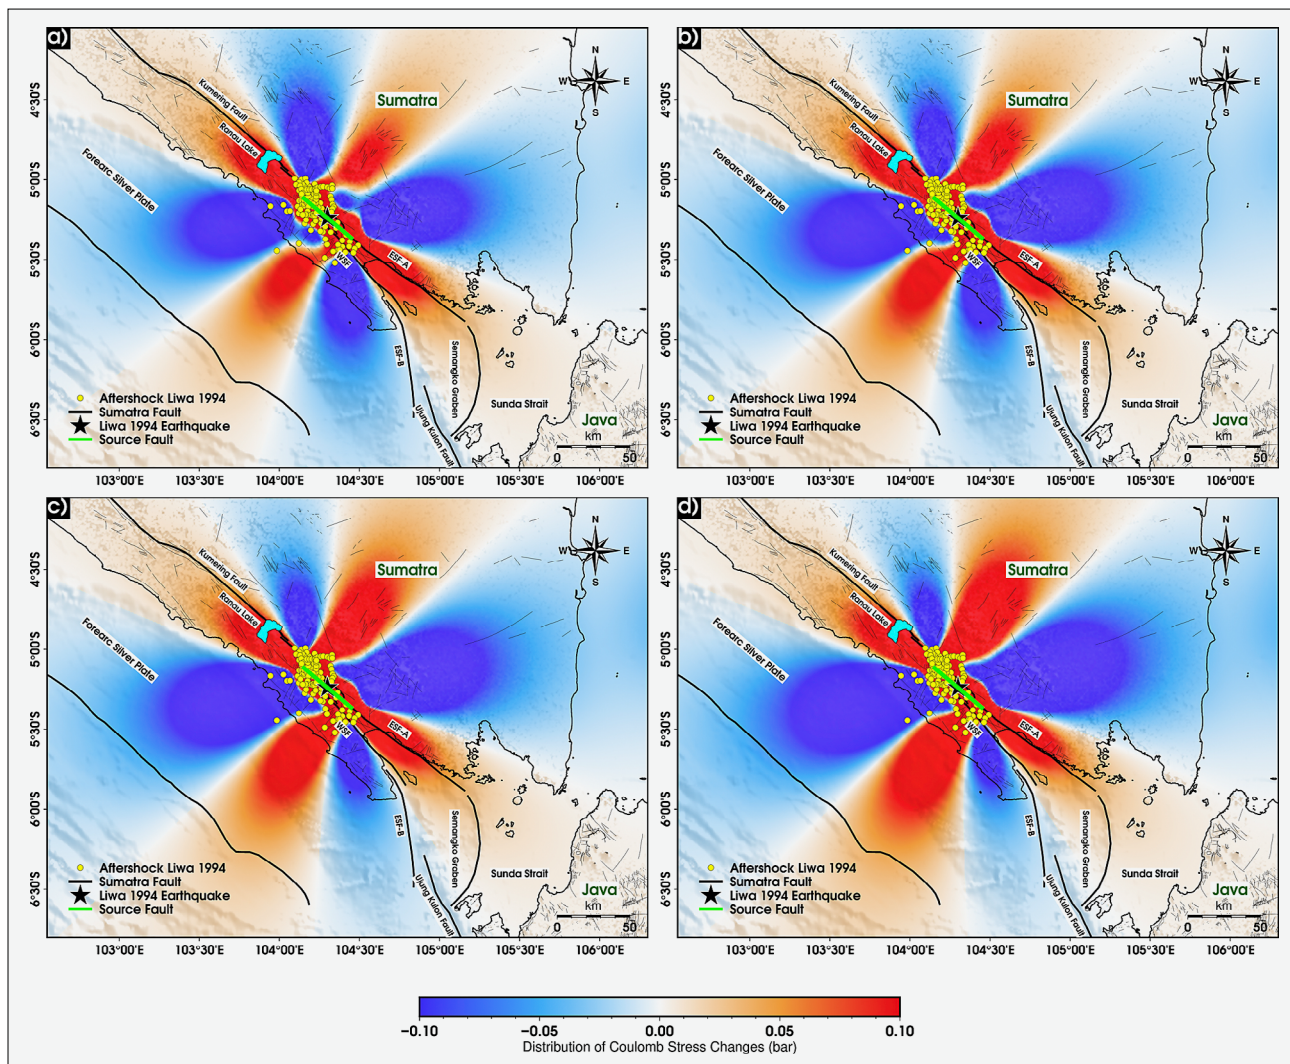 a)
N
W E
S
Sumatra
Kumering Fault
Ranau Lake
Forearc Silver Plate
WSF
ESF-A
ESF-B
Semangko Graben
Ujung Kulon Fault
Sunda Strait
Java
km
0 50
Aftershock Liwa 1994
Sumatra Fault
Liwa 1994 Earthquake
Source Fault
4°30'S
5°00'S
5°30'S
6°00'S
6°30'S
103°00'E 103°30'E 104°00'E 104°30'E 105°00'E 105°30'E 106°00'E
b)
N
W E
S
Sumatra
Kumering Fault
Ranau Lake
Forearc Silver Plate
WSF
ESF-A
ESF-B
Semangko Graben
Ujung Kulon Fault
Sunda Strait
Java
km
0 50
Aftershock Liwa 1994
Sumatra Fault
Liwa 1994 Earthquake
Source Fault
4°30'S
5°00'S
5°30'S
6°00'S
6°30'S
103°00'E 103°30'E 104°00'E 104°30'E 105°00'E 105°30'E 106°00'E
c)
N
W E
S
Sumatra
Kumering Fault
Ranau Lake
Forearc Silver Plate
WSF
ESF-A
ESF-B
Semangko Graben
Ujung Kulon Fault
Sunda Strait
Java
km
0 50
Aftershock Liwa 1994
Sumatra Fault
Liwa 1994 Earthquake
Source Fault
4°30'S
5°00'S
5°30'S
6°00'S
6°30'S
103°00'E 103°30'E 104°00'E 104°30'E 105°00'E 105°30'E 106°00'E
d)
N
W E
S
Sumatra
Kumering Fault
Ranau Lake
Forearc Silver Plate
WSF
ESF-A
ESF-B
Semangko Graben
Ujung Kulon Fault
Sunda Strait
Java
km
0 50
Aftershock Liwa 1994
Sumatra Fault
Liwa 1994 Earthquake
Source Fault
4°30'S
5°00'S
5°30'S
6°00'S
6°30'S
103°00'E 103°30'E 104°00'E 104°30'E 105°00'E 105°30'E 106°00'E
−0.10 −0.05 0.00 0.05 0.10
Distribution of Coulomb Stress Changes (bar)